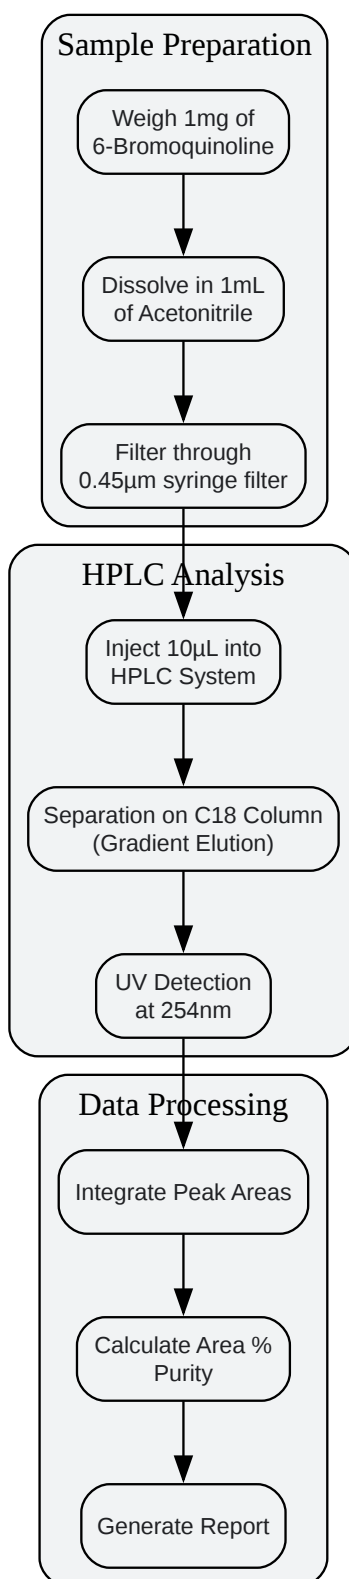 Sample Preparation
Weigh 1mg of
6-Bromoquinoline
Dissolve in 1mL
of Acetonitrile
Filter through
0.45µm syringe filter
HPLC Analysis
Inject 10µL into
HPLC System
Separation on C18 Column
(Gradient Elution)
UV Detection
at 254nm
Data Processing
Integrate Peak Areas
Calculate Area %
Purity
Generate Report